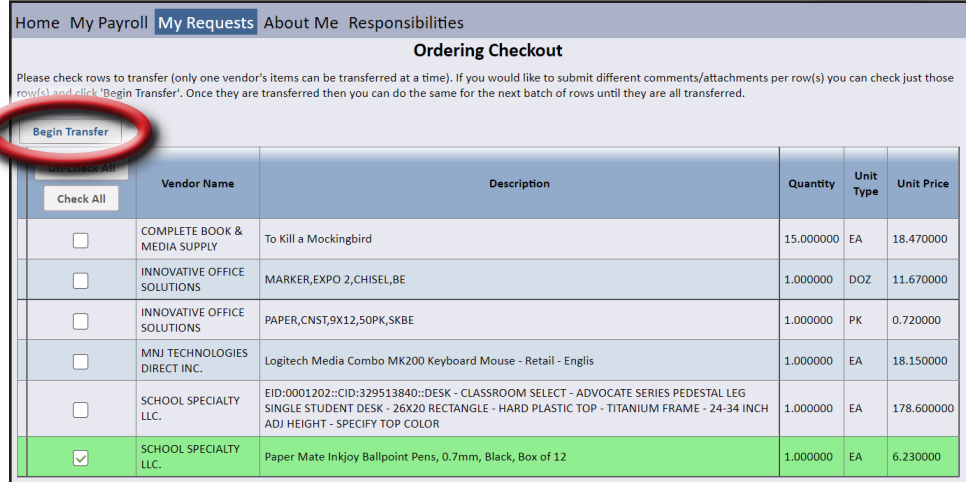 Home My Payroll My Requests About Me Responsibilities
Ordering Checkout
Please check rows to transfer (only one vendor's items can be transferred at a time). If you would like to submit different comments/attachments per row(s) you can check just those
row(s) and click 'Begin Transfer'. Once they are transferred then you can do the same for the next batch of rows until they are all transferred.
Begin Transfer
Un-Check All
Check All
Vendor Name
Description
Quantity
Unit
Type
Unit Price
COMPLETE BOOK &
MEDIA SUPPLY
To Kill a Mockingbird
15.000000 EA 18.470000
INNOVATIVE OFFICE
SOLUTIONS
MARKER,EXPO 2,CHISEL,BE
1.000000 DOZ 11.670000
INNOVATIVE OFFICE
SOLUTIONS
PAPER,CNST,9X12,50PK,SKBE
1.000000 PK 0.720000
MNJ TECHNOLOGIES
DIRECT INC.
Logitech Media Combo MK200 Keyboard Mouse - Retail - Englis
1.000000 EA 18.150000
SCHOOL SPECIALTY
LLC.
EID:0001202::CID:329513840::DESK - CLASSROOM SELECT - ADVOCATE SERIES PEDESTAL LEG
SINGLE STUDENT DESK - 26X20 RECTANGLE - HARD PLASTIC TOP - TITANIUM FRAME - 24-34 INCH
ADJ HEIGHT - SPECIFY TOP COLOR
1.000000 EA 178.600000
SCHOOL SPECIALTY
LLC.
Paper Mate Inkjoy Ballpoint Pens, 0.7mm, Black, Box of 12
1.000000 EA 6.230000